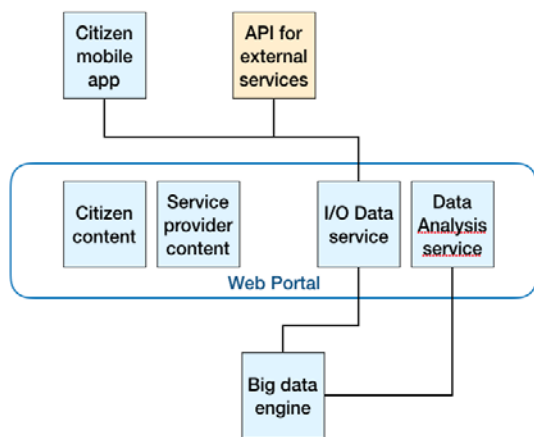 Citizen
mobile
app
API for
external
services
Citizen
content
Service
provider
content
I/O Data
service
Data
Analysis
service
Web Portal
Big data
engine